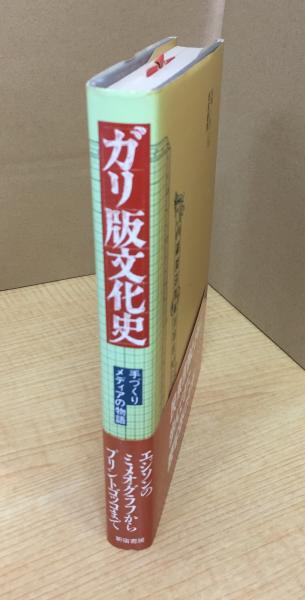 ガリ版文化史
手づくり
メディアの物語
エジソンの
ミメオグラフから
プリントゴッコまで
新宿書房